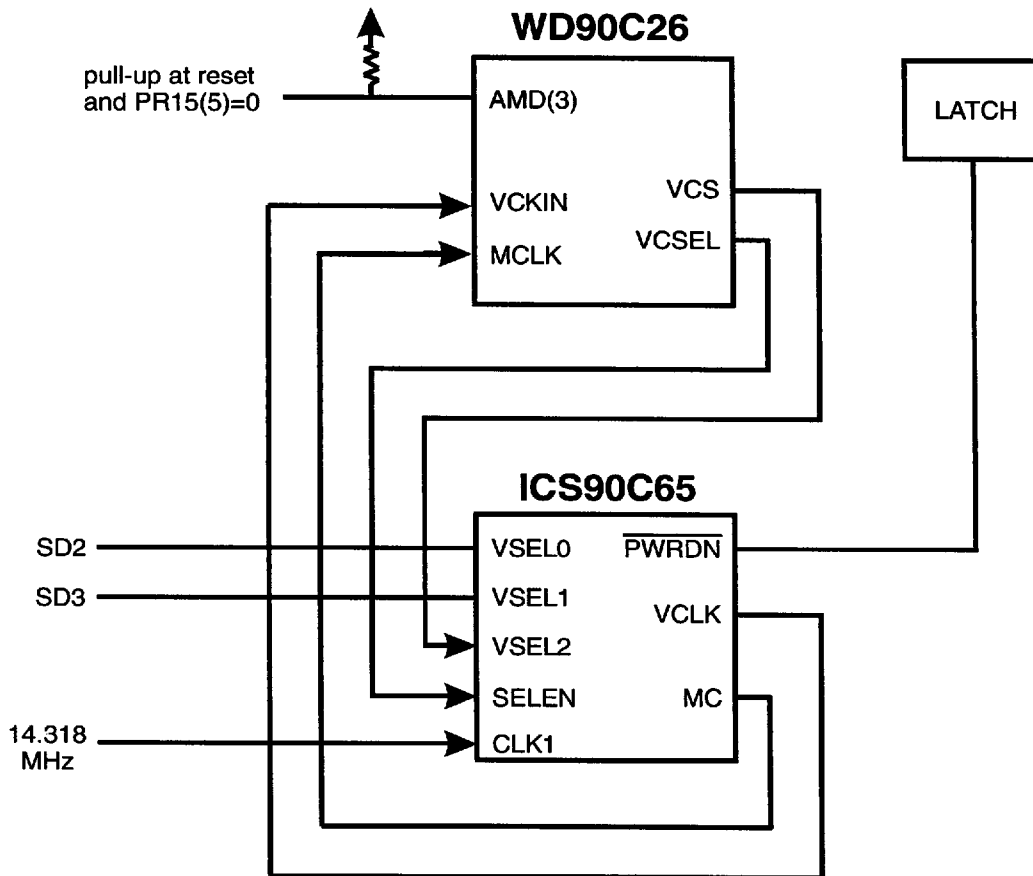 WD90C26
pull-up at reset
and PR15(5)=0
AMD(3)
LATCH
VCKIN
VCS
MCLK
VCSEL
ICS90C65
SD2
VSEL0
PWRDN
SD3
VSEL1
VCLK
VSEL2
SELEN
MC
14.318
MHz
CLK1